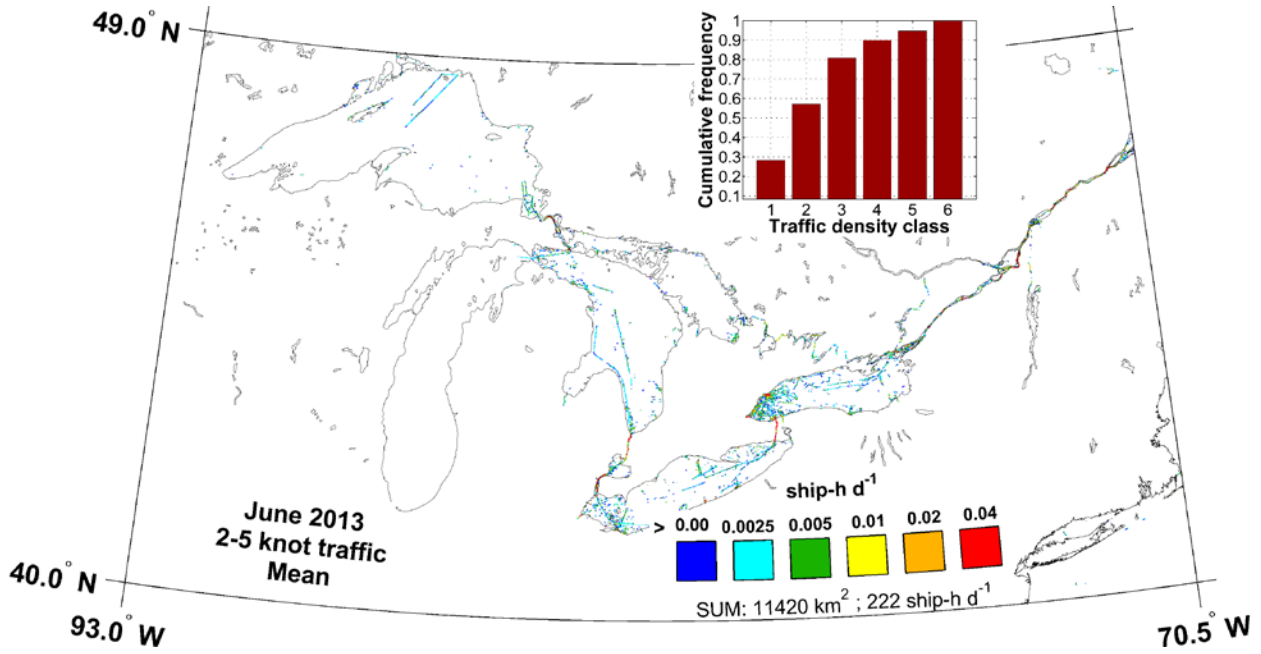 49.0° N
1
0.9
0.8
0.7
0.6
0.5
0.4
0.3
0.2
0.1
Cumulative frequency
1 2 3 4 5 6
Traffic density class
ship-h d⁻¹
> 0.00 0.0025 0.005 0.01 0.02 0.04
SUM: 11420 km² ; 222 ship-h d⁻¹
June 2013
2-5 knot traffic
Mean
40.0° N
93.0° W
70.5° W